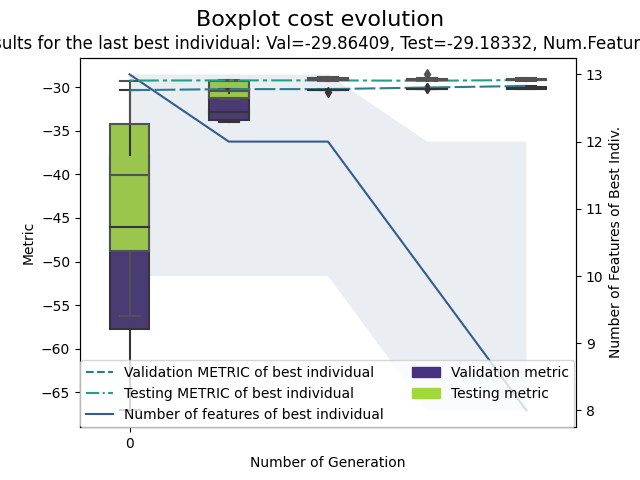 Boxplot cost evolution
results for the last best individual: Val=-29.86409, Test=-29.18332, Num.Featur
−30
−35
−40
−45
−50
−55
−60
−65
Metric
13
12
11
10
9
8
Number of Features of Best Indiv.
Validation METRIC of best individual
Testing METRIC of best individual
Number of features of best individual
Validation metric
Testing metric
0
Number of Generation